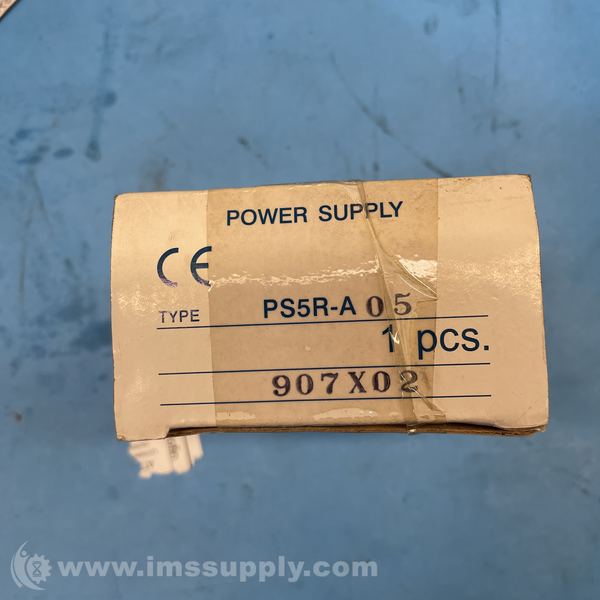 POWER SUPPLY
CE
TYPE PS5R-A 05
1 pcs.
907X02
www.imssupply.com